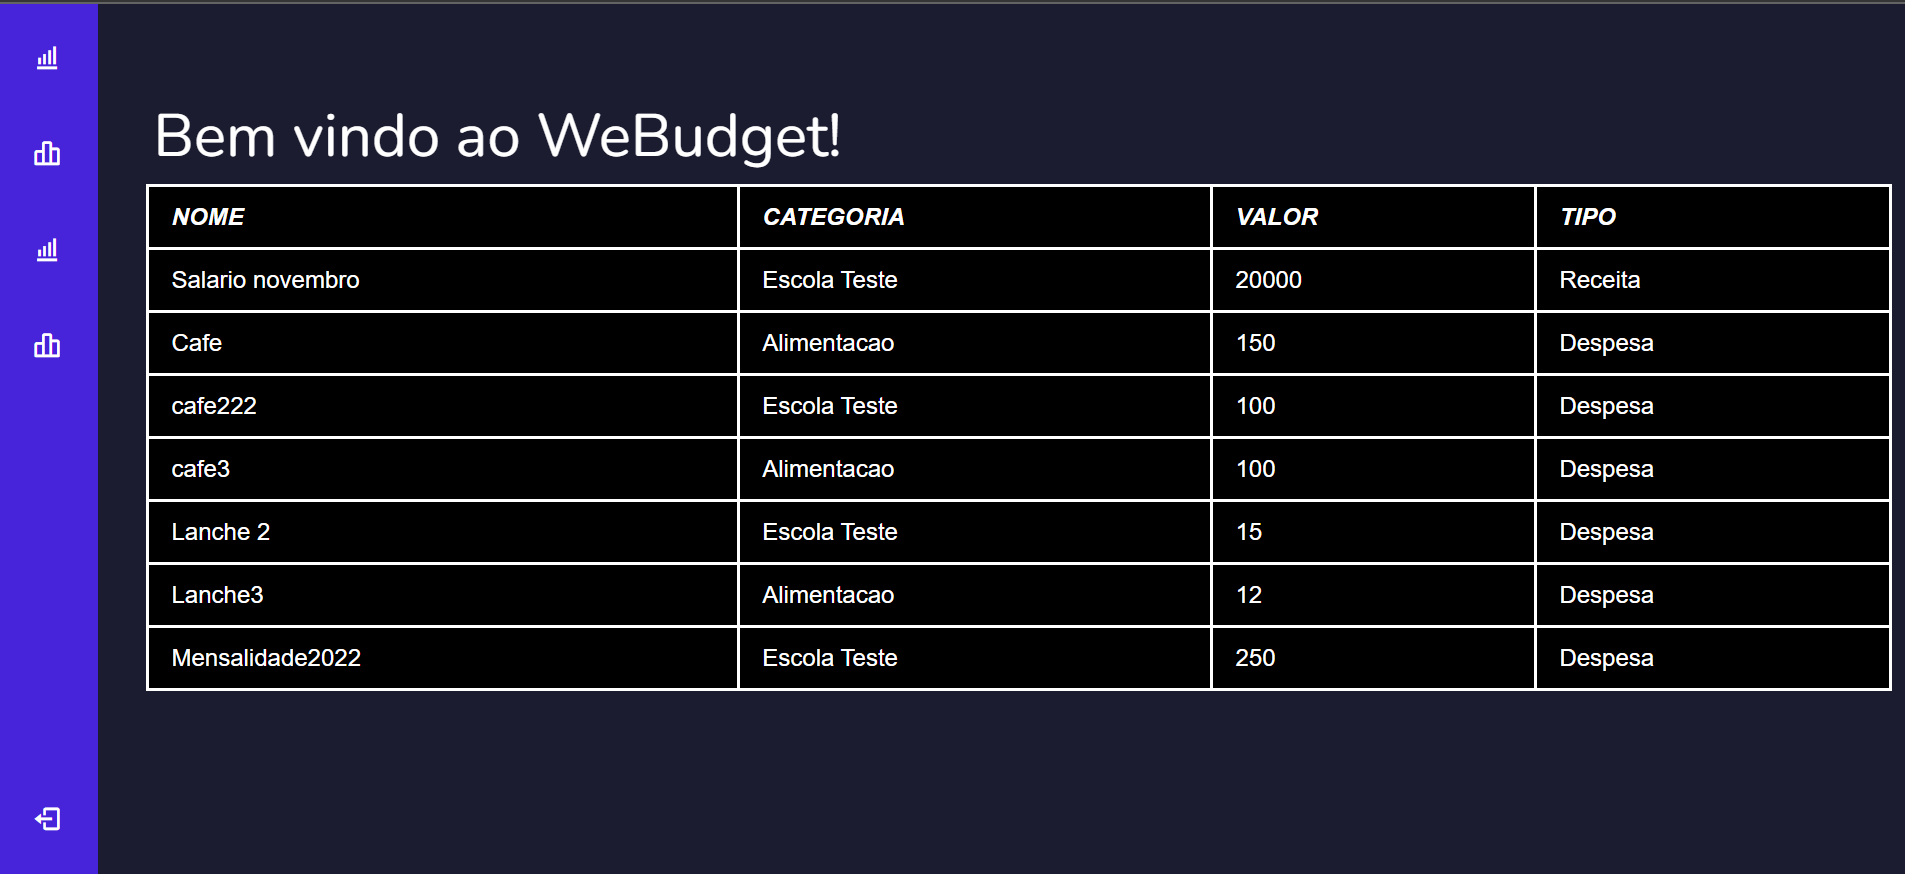 Bem vindo ao WeBudget!
NOME CATEGORIA VALOR TIPO
Salario novembro Escola Teste 20000 Receita
Cafe Alimentacao 150 Despesa
cafe222 Escola Teste 100 Despesa
cafe3 Alimentacao 100 Despesa
Lanche 2 Escola Teste 15 Despesa
Lanche3 Alimentacao 12 Despesa
Mensalidade2022 Escola Teste 250 Despesa